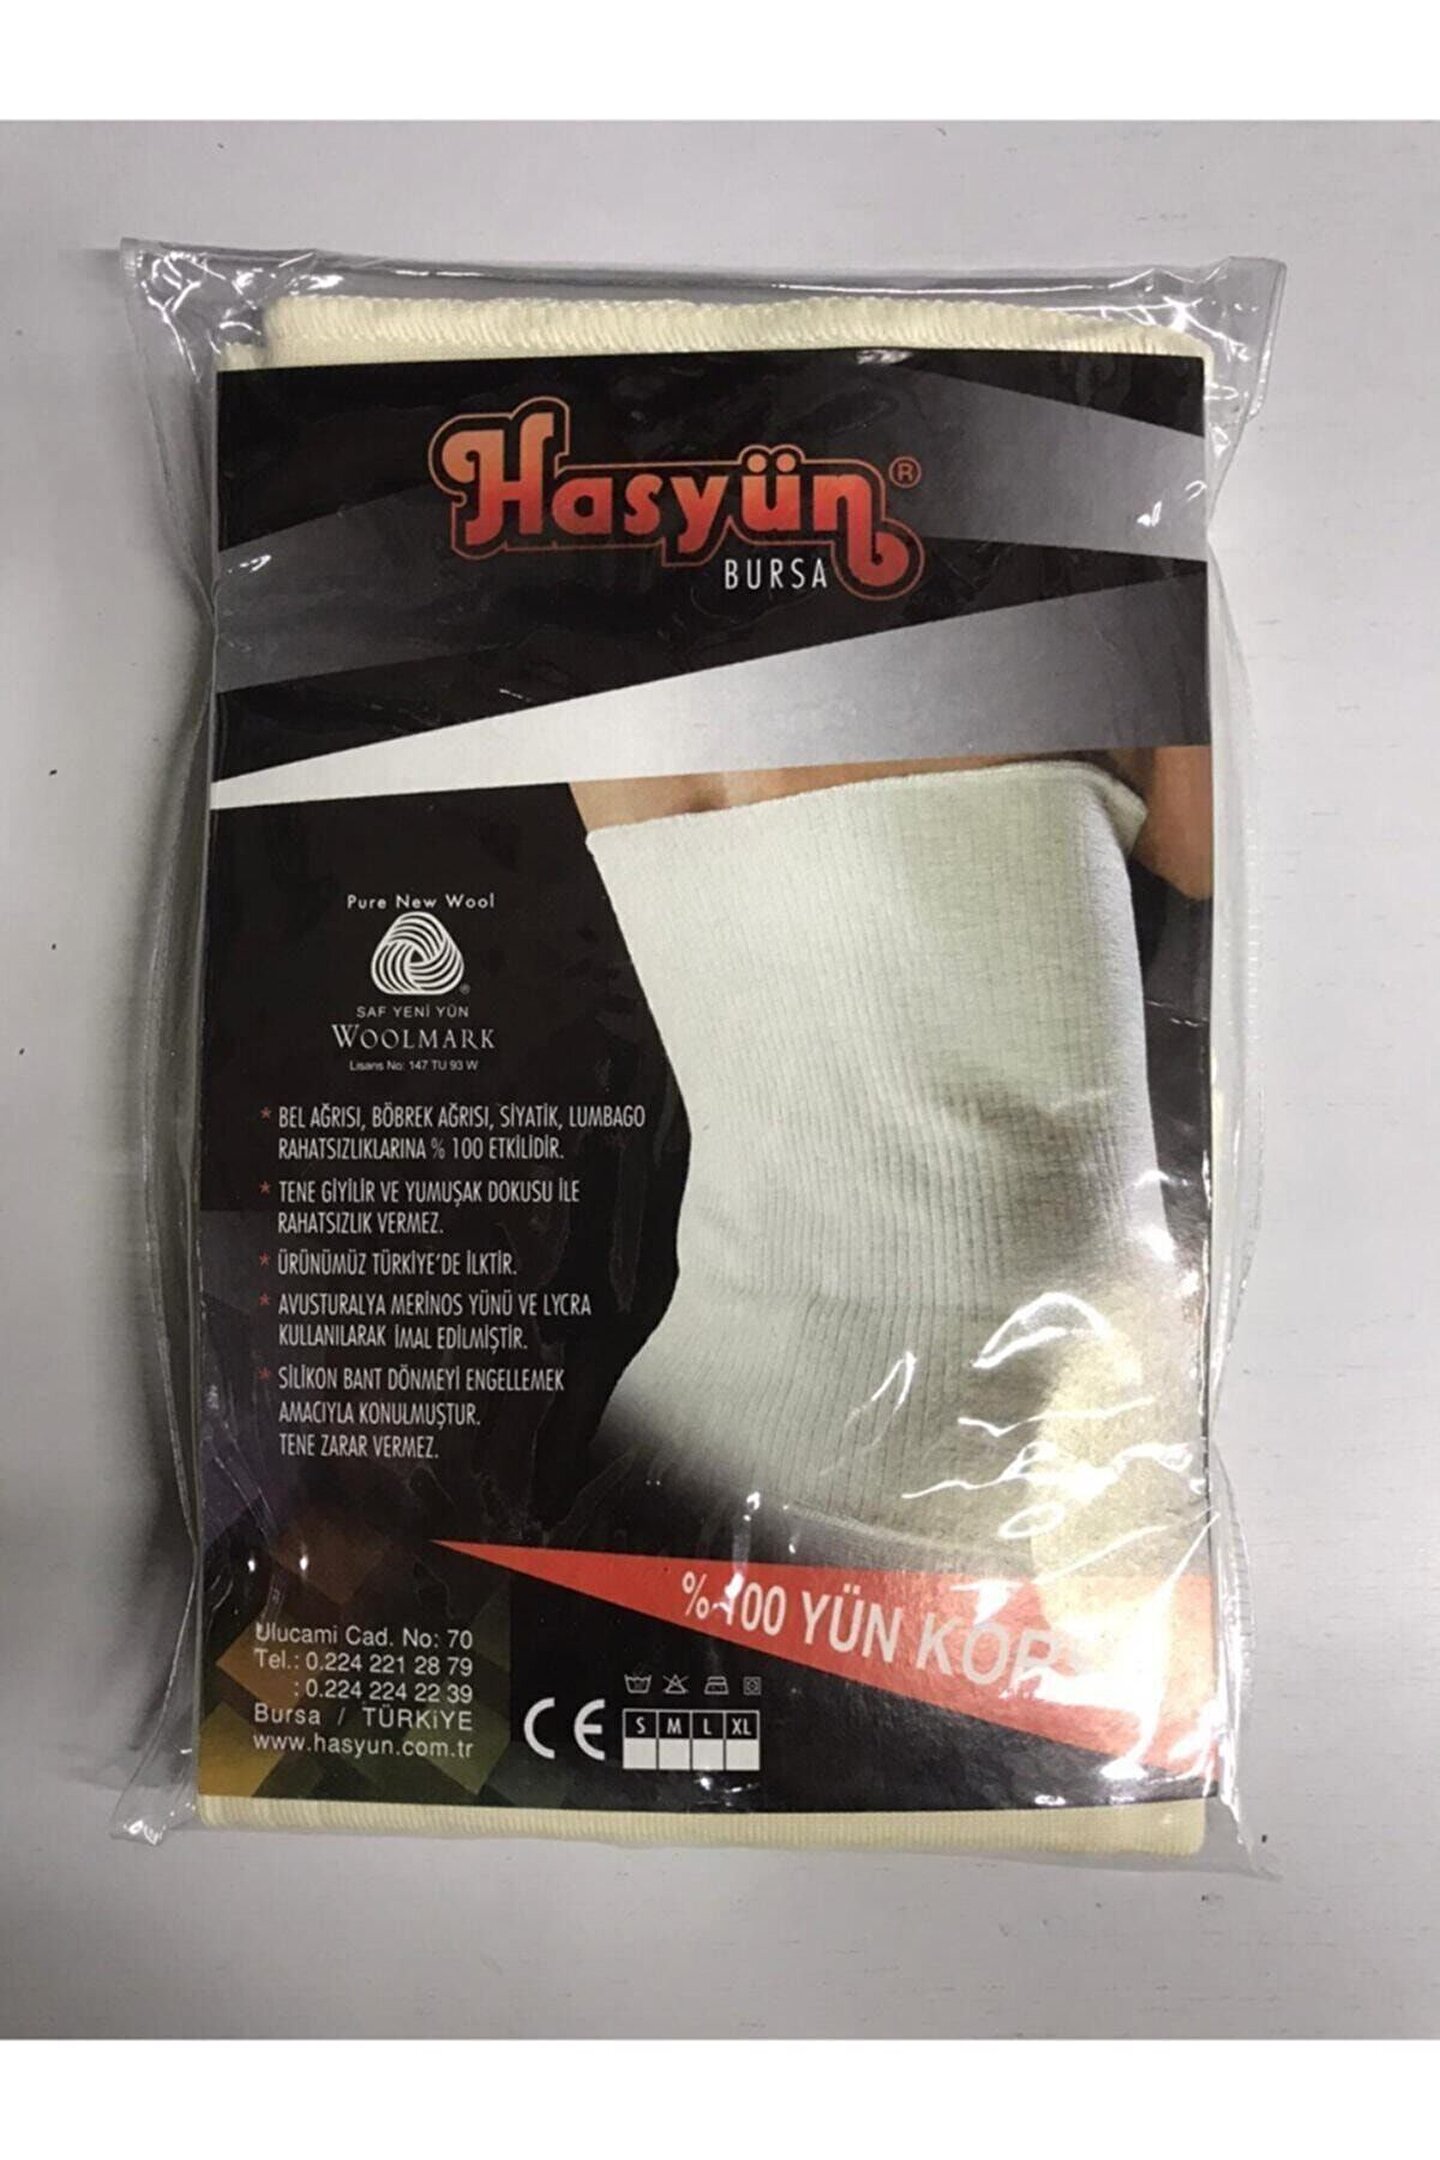 Hasyün®
BURSA
Pure New Wool
SAF YENİ YÜN
WOOLMARK
Lisans No: 147 TU 93 W
* BEL AĞRISI, BÖBREK AĞRISI, SİYATİK, LUMBAGO
RAHATSIZLIKLARINA % 100 ETKİLİDİR.
* TENE GİYİLİR VE YUMUŞAK DOKUSU İLE
RAHATSIZLIK VERMEZ.
* ÜRÜNÜMÜZ TÜRKİYE'DE İLKTİR.
* AVUSTURALYA MERİNOS YÜNÜ VE LYCRA
KULLANILARAK İMAL EDİLMİŞTİR.
* SİLİKON BANT DÖNMEYİ ENGELLEMEK
AMACIYLA KONULMUŞTUR.
TENE ZARAR VERMEZ.
% 100 YÜN
Ulucami Cad. No: 70
Tel.: 0.224 221 28 79
: 0.224 224 22 39
Bursa / TÜRKİYE
www.hasyun.com.tr
CE
S M L XL